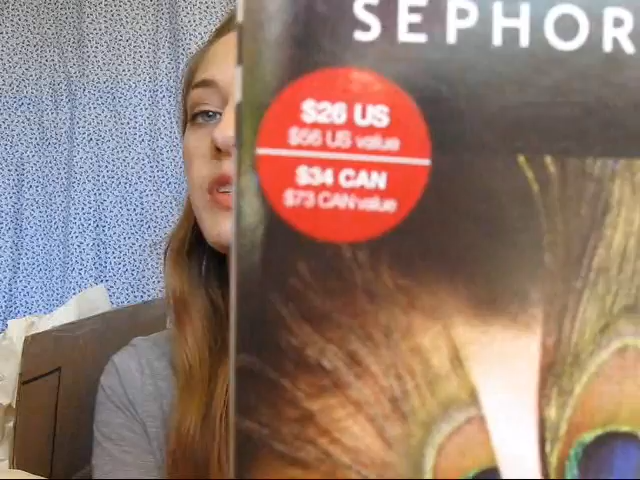 SEPHOR
$26 US
$56 US value
$34 CAN
$73 CAN value